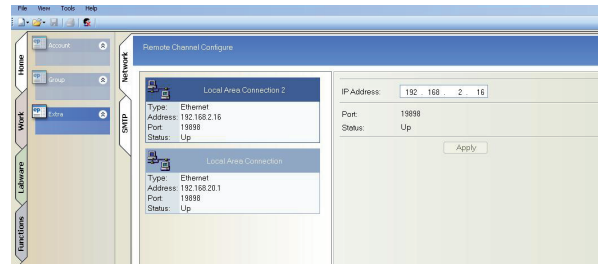 File View Tools Help
Home
Work
Labware
Functions
Account
Group
Extra
Network
SMTP
Remote Channel Configure
Local Area Connection 2
Type: Ethernet
Address: 192.168.2.16
Port: 19898
Status: Up
Local Area Connection
Type: Ethernet
Address: 192.168.20.1
Port: 19898
Status: Up
IP Address: 192 . 168 . 2 . 16
Port: 19898
Status: Up
Apply